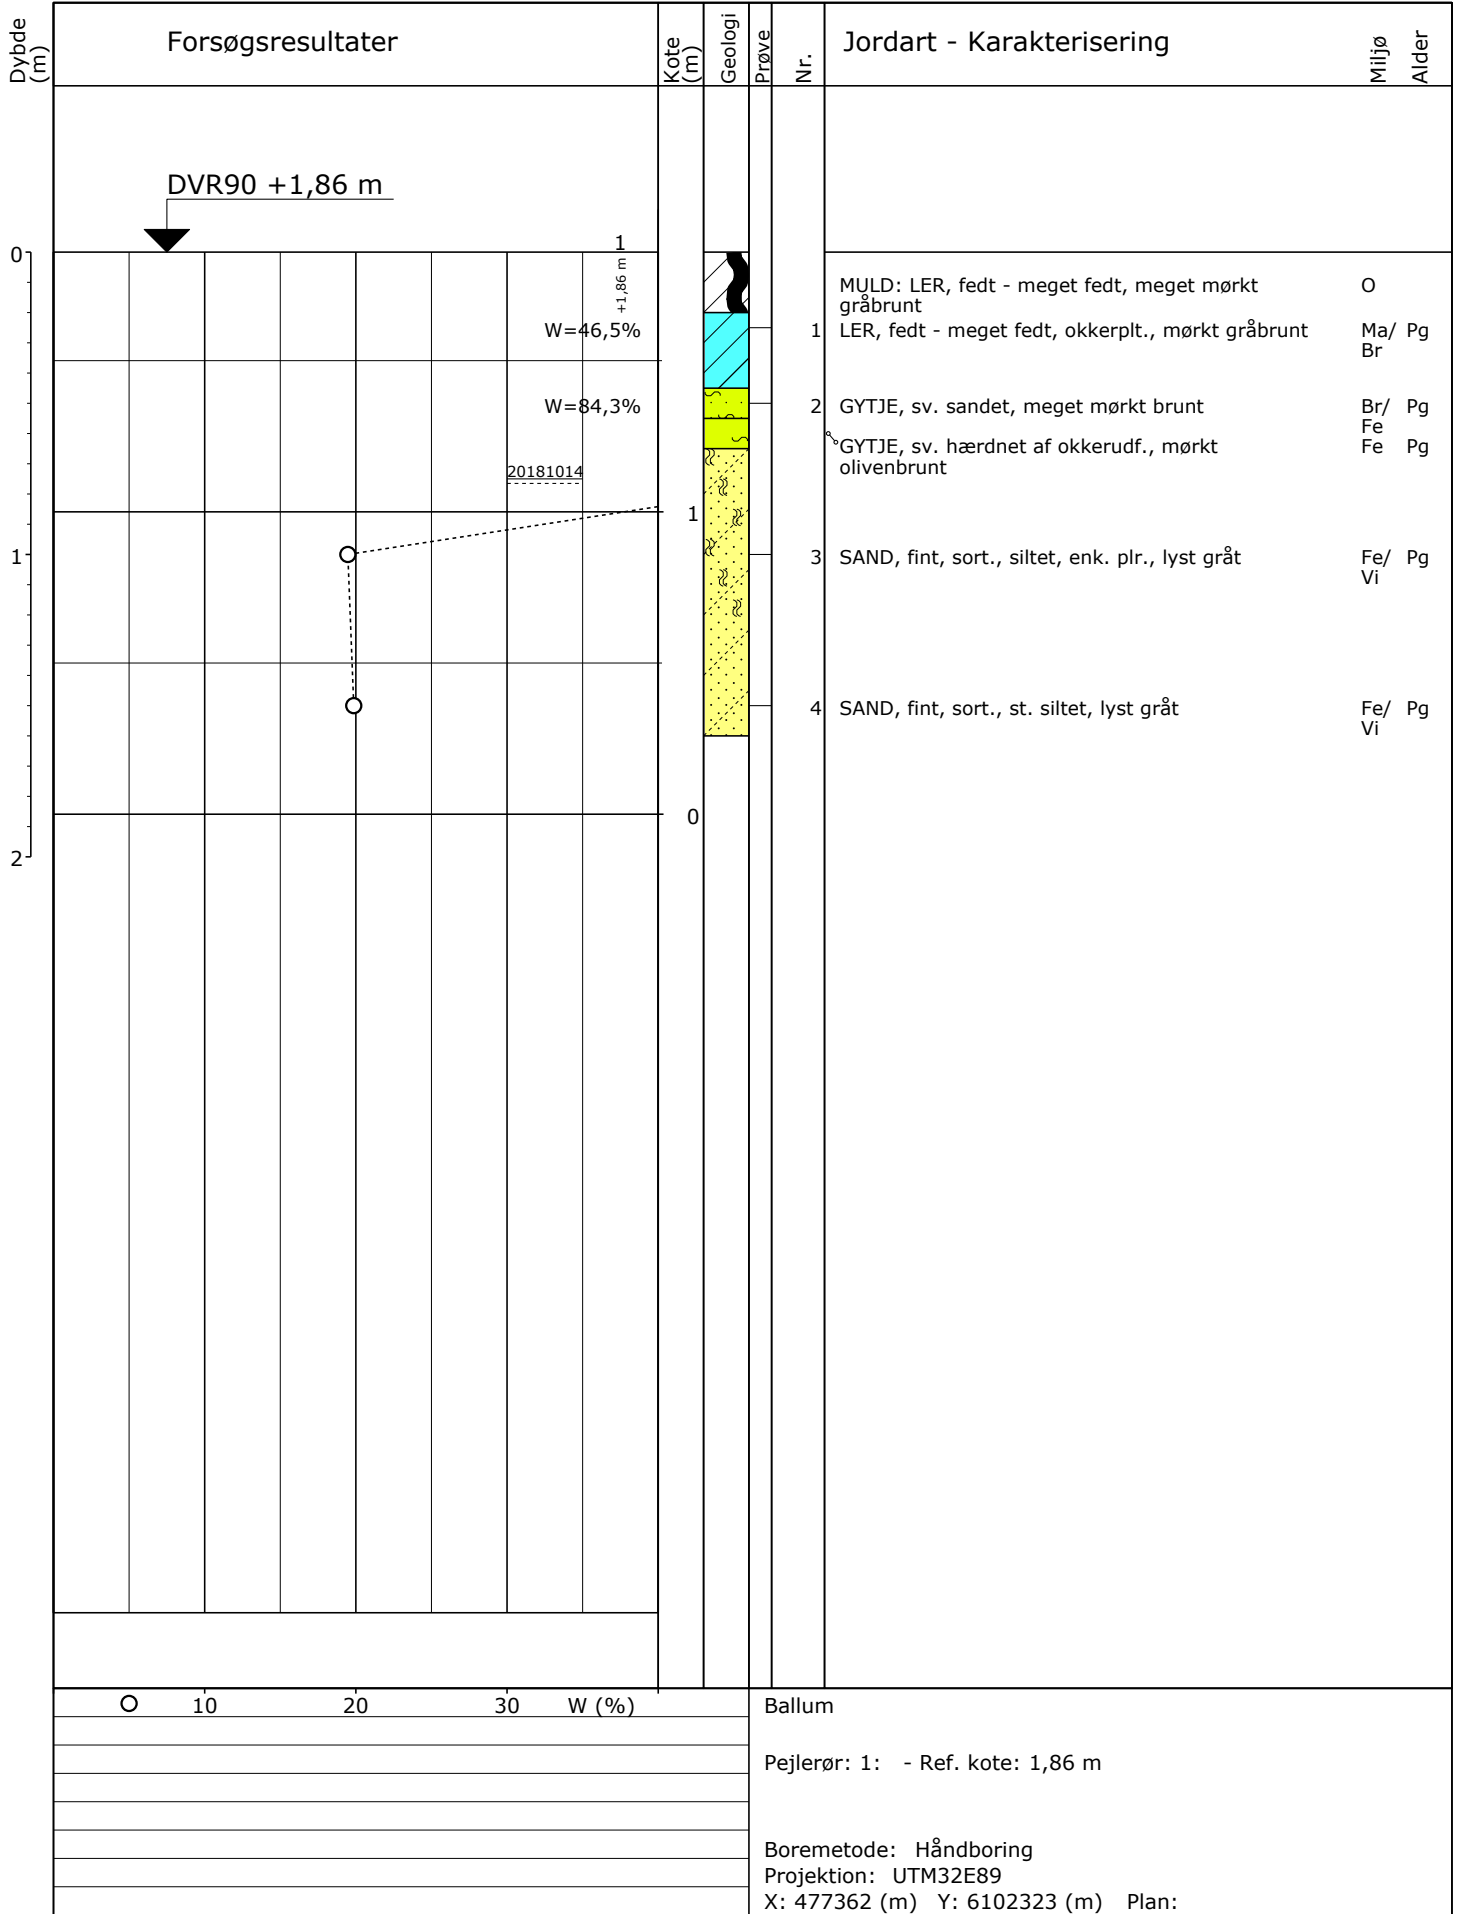 Dybde
(m)
Forsøgsresultater
Kote
(m)
Geologi
Prøve
Nr.
Jordart - Karakterisering
Miljø
Alder
DVR90 +1,86 m
0
1
+1,86 m
MULD: LER, fedt - meget fedt, meget mørkt
gråbrunt
O
W=46,5%
1
LER, fedt - meget fedt, okkerplt., mørkt gråbrunt
Ma/
Br
Pg
W=84,3%
2
GYTJE, sv. sandet, meget mørkt brunt
Br/
Fe
Pg
GYTJE, sv. hærdnet af okkerudf., mørkt
olivenbrunt
Fe
Pg
20181014
1
1
3
SAND, fint, sort., siltet, enk. plr., lyst gråt
Fe/
Vi
Pg
4
SAND, fint, sort., st. siltet, lyst gråt
Fe/
Vi
Pg
0
2
10
20
30
W (%)
Ballum
Pejlerør: 1: - Ref. kote: 1,86 m
Boremetode: Håndboring
Projektion: UTM32E89
X: 477362 (m) Y: 6102323 (m) Plan: